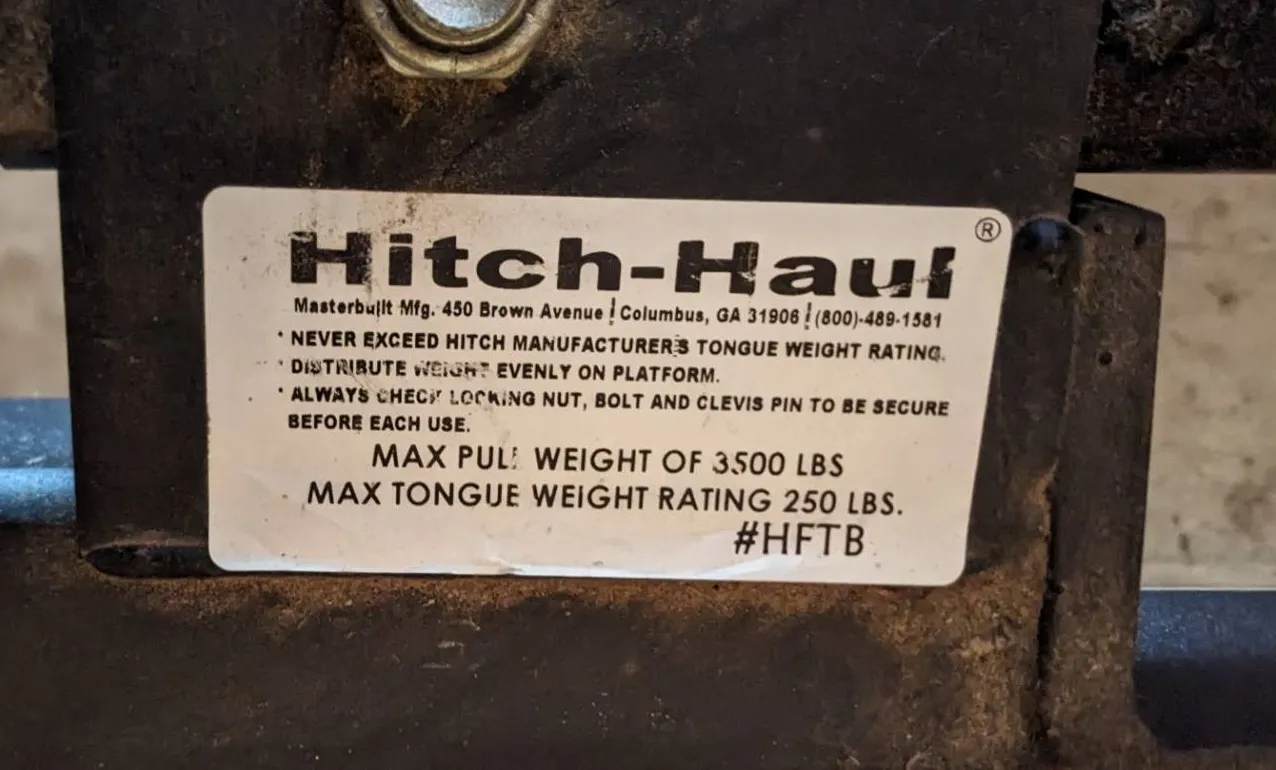 Hitch-Haul ®
Masterbuilt Mfg. 450 Brown Avenue | Columbus, GA 31906 | (800)-489-1581
· NEVER EXCEED HITCH MANUFACTURER'S TONGUE WEIGHT RATING.
· DISTRIBUTE WEIGHT EVENLY ON PLATFORM.
· ALWAYS CHECK LOCKING NUT, BOLT AND CLEVIS PIN TO BE SECURE
BEFORE EACH USE.
MAX PULL WEIGHT OF 3500 LBS
MAX TONGUE WEIGHT RATING 250 LBS.
#HFTB